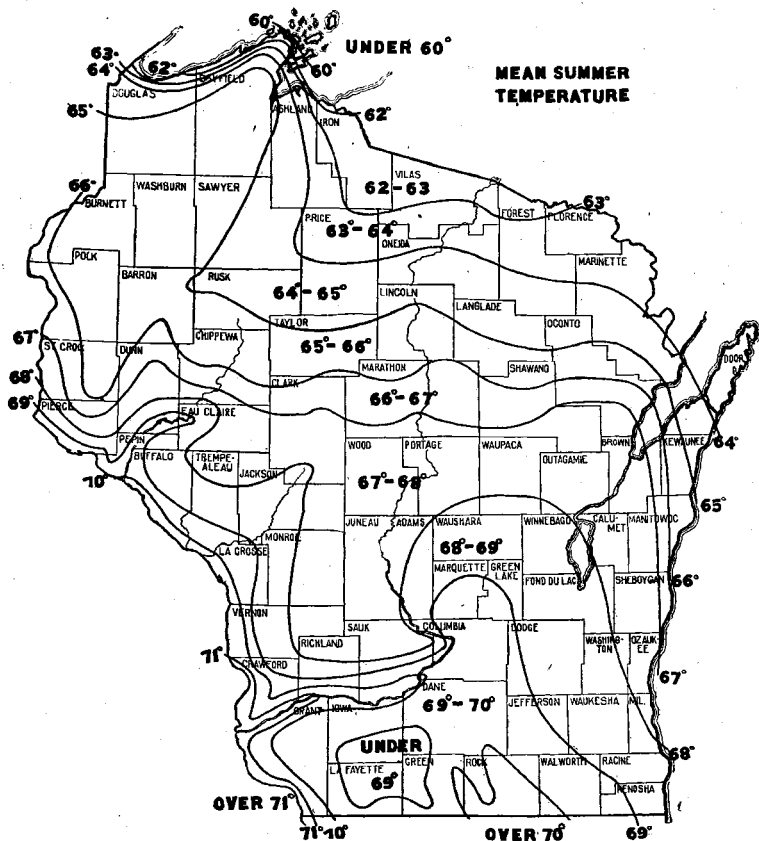 60°
UNDER 60°
63°
64°
62°
60°
MEAN SUMMER
TEMPERATURE
BAYFIELD
DOUGLAS
65°
ASHLAND
IRON
62°
66°
BURNETT
WASHBURN
SAWYER
VILAS
62-63
PRICE
63°-64°
ONEIDA
FOREST
FLORENCE
63°
POCK
BARRON
RUSK
64°-65°
LINCOLN
LANGLADE
MARINETTE
67°
ST CROIX
DUNN
CHIPPEWA
TAYLOR
65°-66°
OCONTO
DOOR
68°
69°
PIERCE
CLARK
MARATHON
66°-67°
SHAWANO
PEPIN
EAU CLAIRE
70°
BUFFALO
TREMPE-
ALEAU
JACKSON
WOOD
PORTAGE
WAUPACA
OUTAGAMIE
BROWN
KEWAUNEE
64°
67°-68°
65°
MONROE
JUNEAU
ADAMS
WAUSHARA
WINNEBAGO
CALU-
MET
MANITOWOC
LA CROSSE
68°-69°
MARQUETTE
GREEN
LAKE
FOND DU LAC
SHEBOYGAN
66°
VERNON
SAUK
COLUMBIA
DODGE
WASHING-
TON
OZAUK-
EE
RICHLAND
71°
CRAWFORD
67°
DANE
69°-70°
JEFFERSON
WAUKESHA
MIL.
GRANT
IOWA
UNDER
69°
LA FAYETTE
GREEN
ROCK
WALWORTH
RACINE
68°
KENOSHA
OVER 71°
71°
70°
OVER 70°
69°